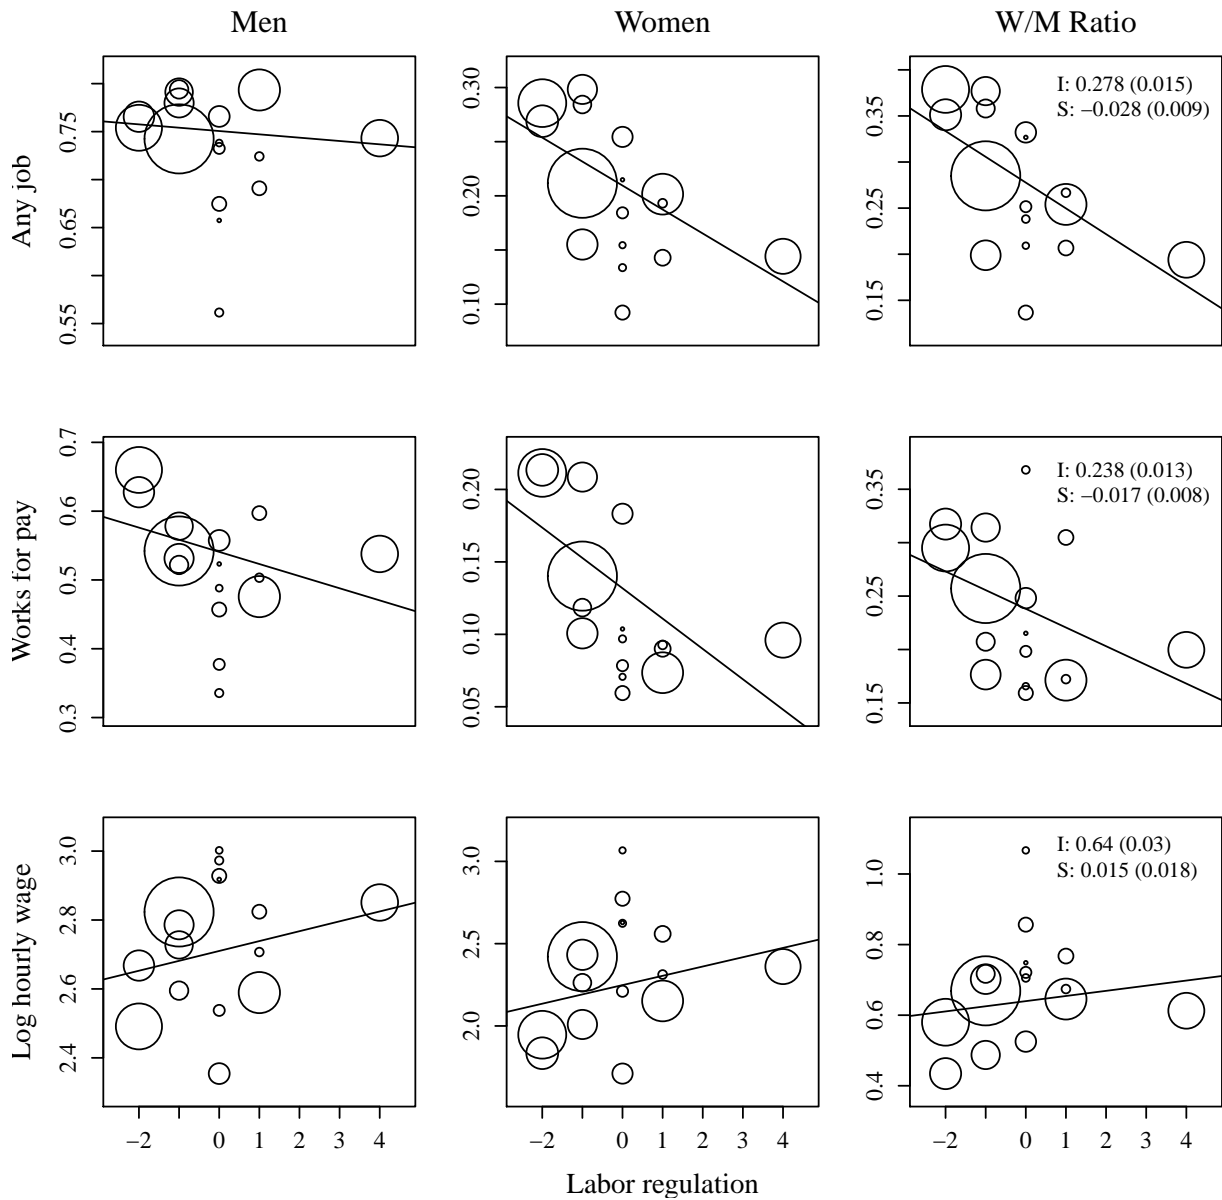 Men Women W/M Ratio
Any job
0.55 0.65 0.75
0.10 0.20 0.30
0.15 0.25 0.35
I: 0.278 (0.015)
S: −0.028 (0.009)
Works for pay
0.3 0.4 0.5 0.6 0.7
0.05 0.10 0.15 0.20
0.15 0.25 0.35
I: 0.238 (0.013)
S: −0.017 (0.008)
Log hourly wage
2.4 2.6 2.8 3.0
2.0 2.5 3.0
0.4 0.6 0.8 1.0
I: 0.64 (0.03)
S: 0.015 (0.018)
−2 0 1 2 3 4
−2 0 1 2 3 4
−2 0 1 2 3 4
Labor regulation